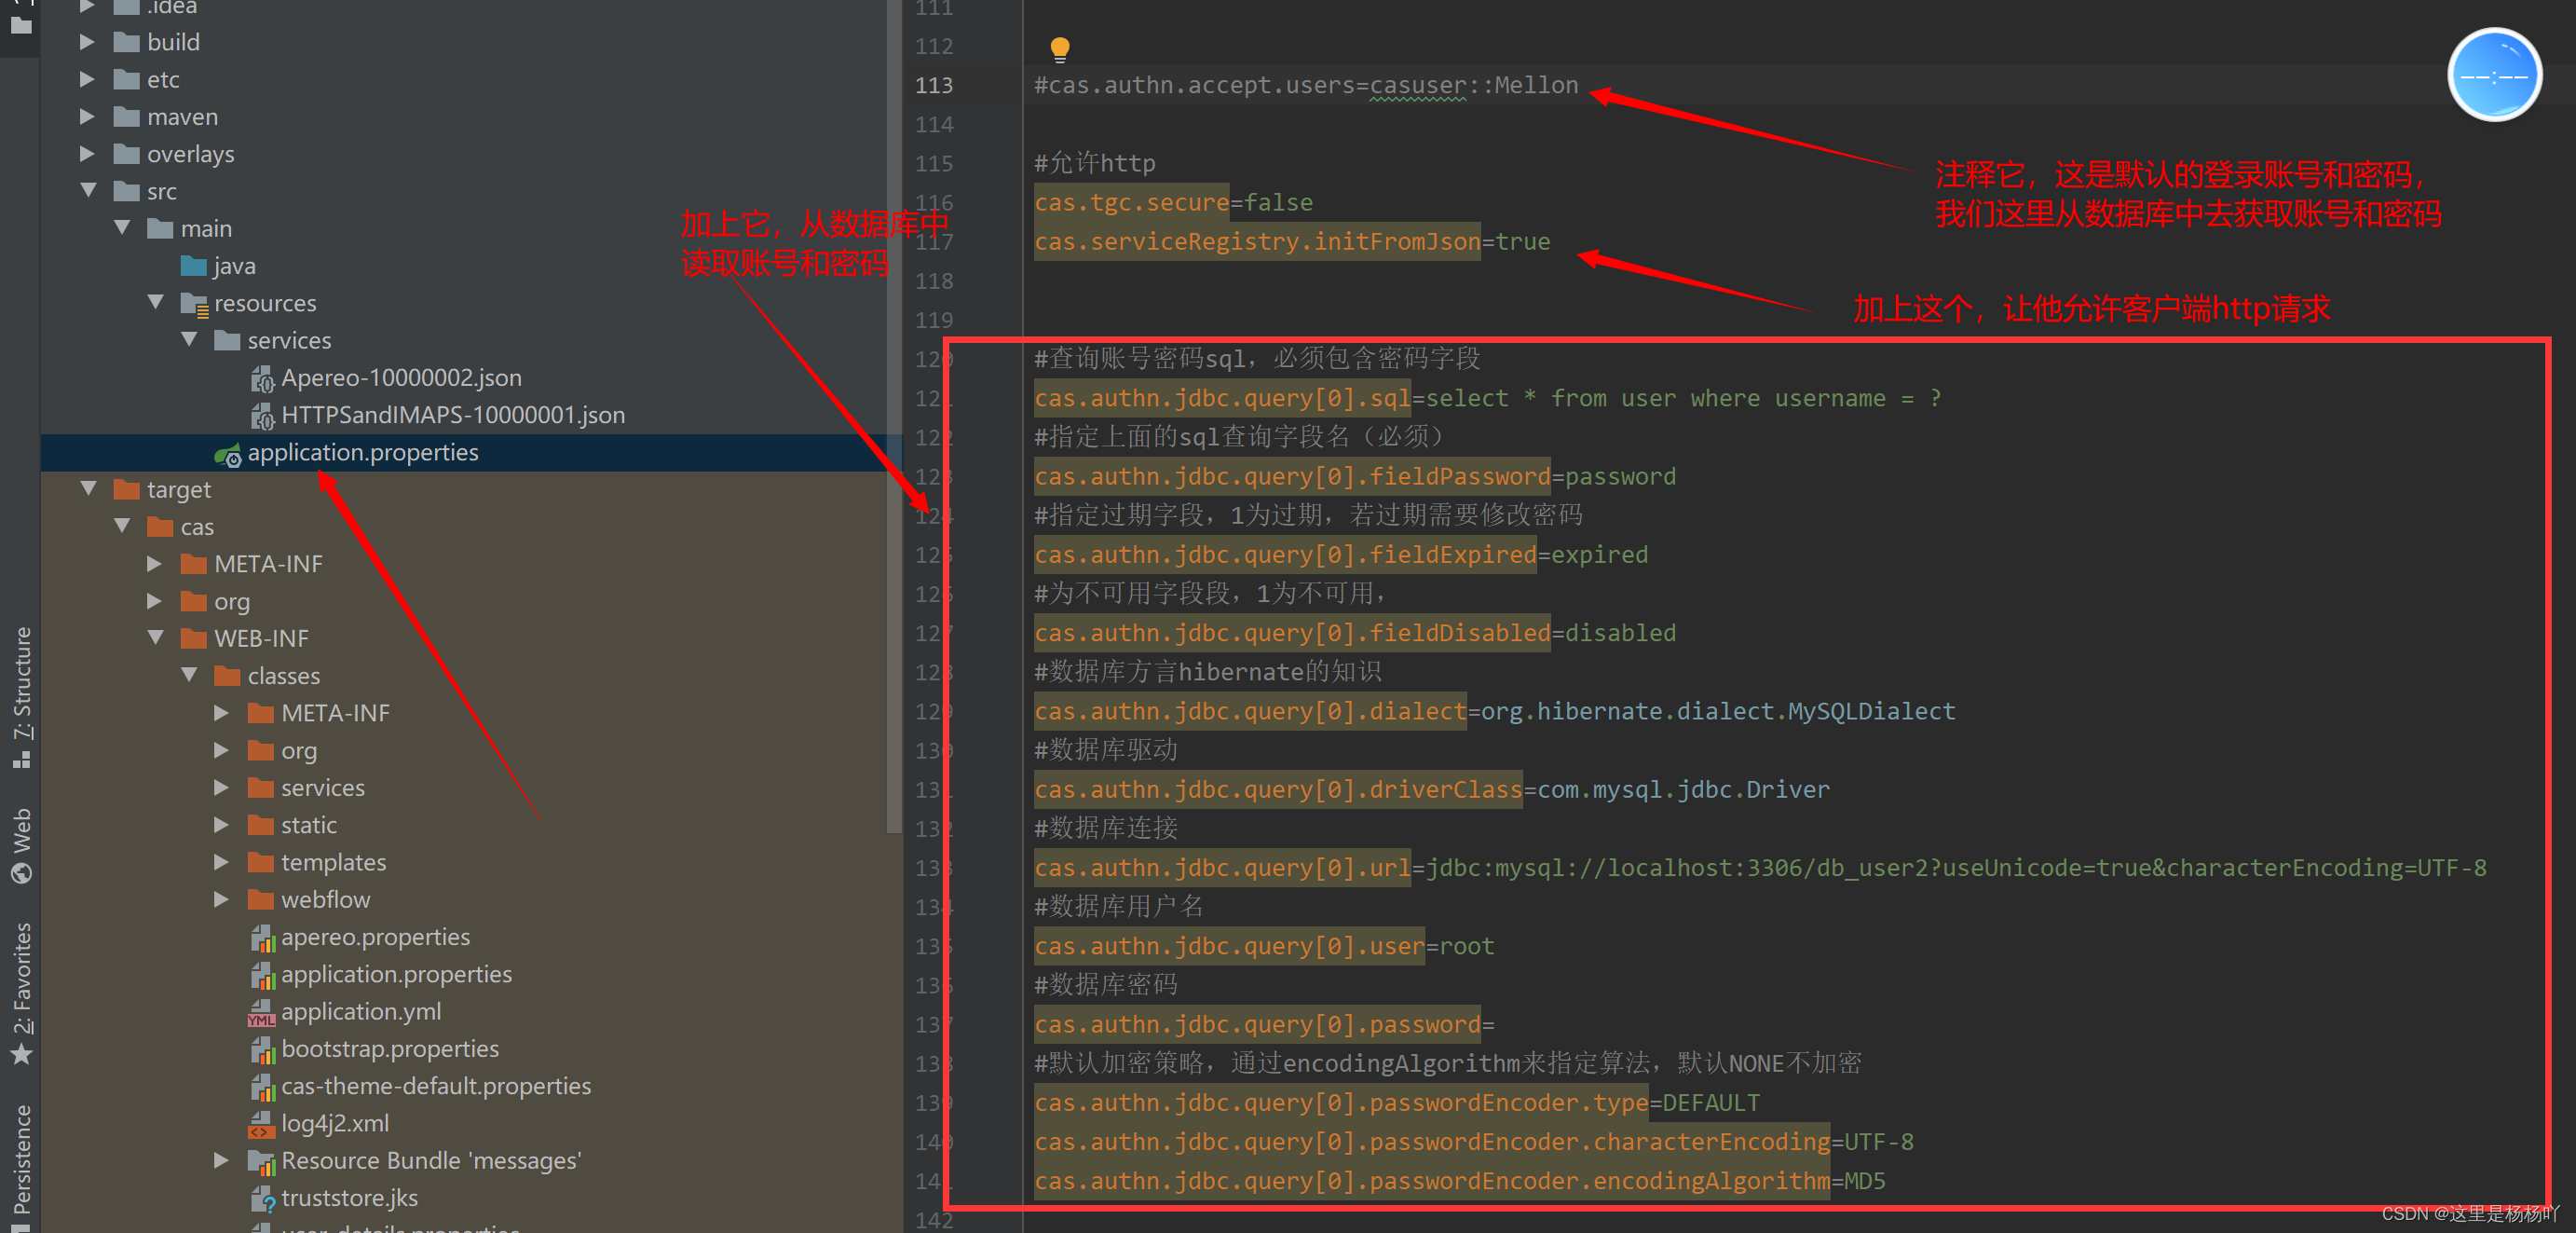 .idea
build
etc
maven
overlays
src
main
java
resources
services
Apereo-10000002.json
HTTPSandIMAPS-10000001.json
application.properties
target
cas
META-INF
org
WEB-INF
classes
META-INF
org
services
static
templates
webflow
apereo.properties
application.properties
application.yml
bootstrap.properties
cas-theme-default.properties
log4j2.xml
Resource Bundle 'messages'
truststore.jks
user-details.properties
7: Structure
Web
2: Favorites
Persistence
加上它，从数据库中
读取账号和密码
111
112
113 #cas.authn.accept.users=casuser::Mellon
114
115 #允许http
116 cas.tgc.secure=false
117 cas.serviceRegistry.initFromJson=true
118
119
120 #查询账号密码sql，必须包含密码字段
121 cas.authn.jdbc.query[0].sql=select * from user where username = ?
122 #指定上面的sql查询字段名（必须）
123 cas.authn.jdbc.query[0].fieldPassword=password
124 #指定过期字段，1为过期，若过期需要修改密码
125 cas.authn.jdbc.query[0].fieldExpired=expired
126 #为不可用字段段，1为不可用，
127 cas.authn.jdbc.query[0].fieldDisabled=disabled
128 #数据库方言hibernate的知识
129 cas.authn.jdbc.query[0].dialect=org.hibernate.dialect.MySQLDialect
130 #数据库驱动
131 cas.authn.jdbc.query[0].driverClass=com.mysql.jdbc.Driver
132 #数据库连接
133 cas.authn.jdbc.query[0].url=jdbc:mysql://localhost:3306/db_user2?useUnicode=true&characterEncoding=UTF-8
134 #数据库用户名
135 cas.authn.jdbc.query[0].user=root
136 #数据库密码
137 cas.authn.jdbc.query[0].password=
138 #默认加密策略，通过encodingAlgorithm来指定算法，默认NONE不加密
139 cas.authn.jdbc.query[0].passwordEncoder.type=DEFAULT
140 cas.authn.jdbc.query[0].passwordEncoder.characterEncoding=UTF-8
141 cas.authn.jdbc.query[0].passwordEncoder.encodingAlgorithm=MD5
142
--:--
注释它，这是默认的登录账号和密码，
我们这里从数据库中去获取账号和密码
加上这个，让他允许客户端http请求
CSDN @这里是杨杨吖